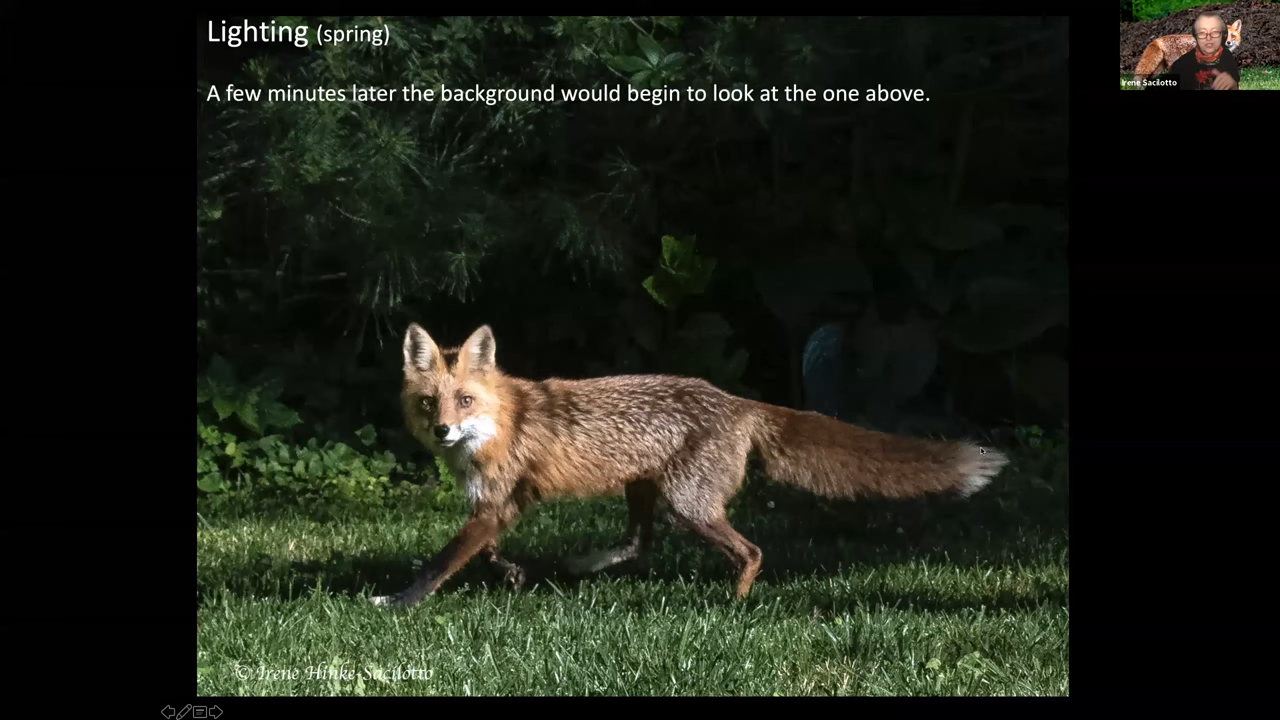 Lighting (spring)
A few minutes later the background would begin to look at the one above.
Irene Sacilotto
© Irene Hinke-Sacilotto